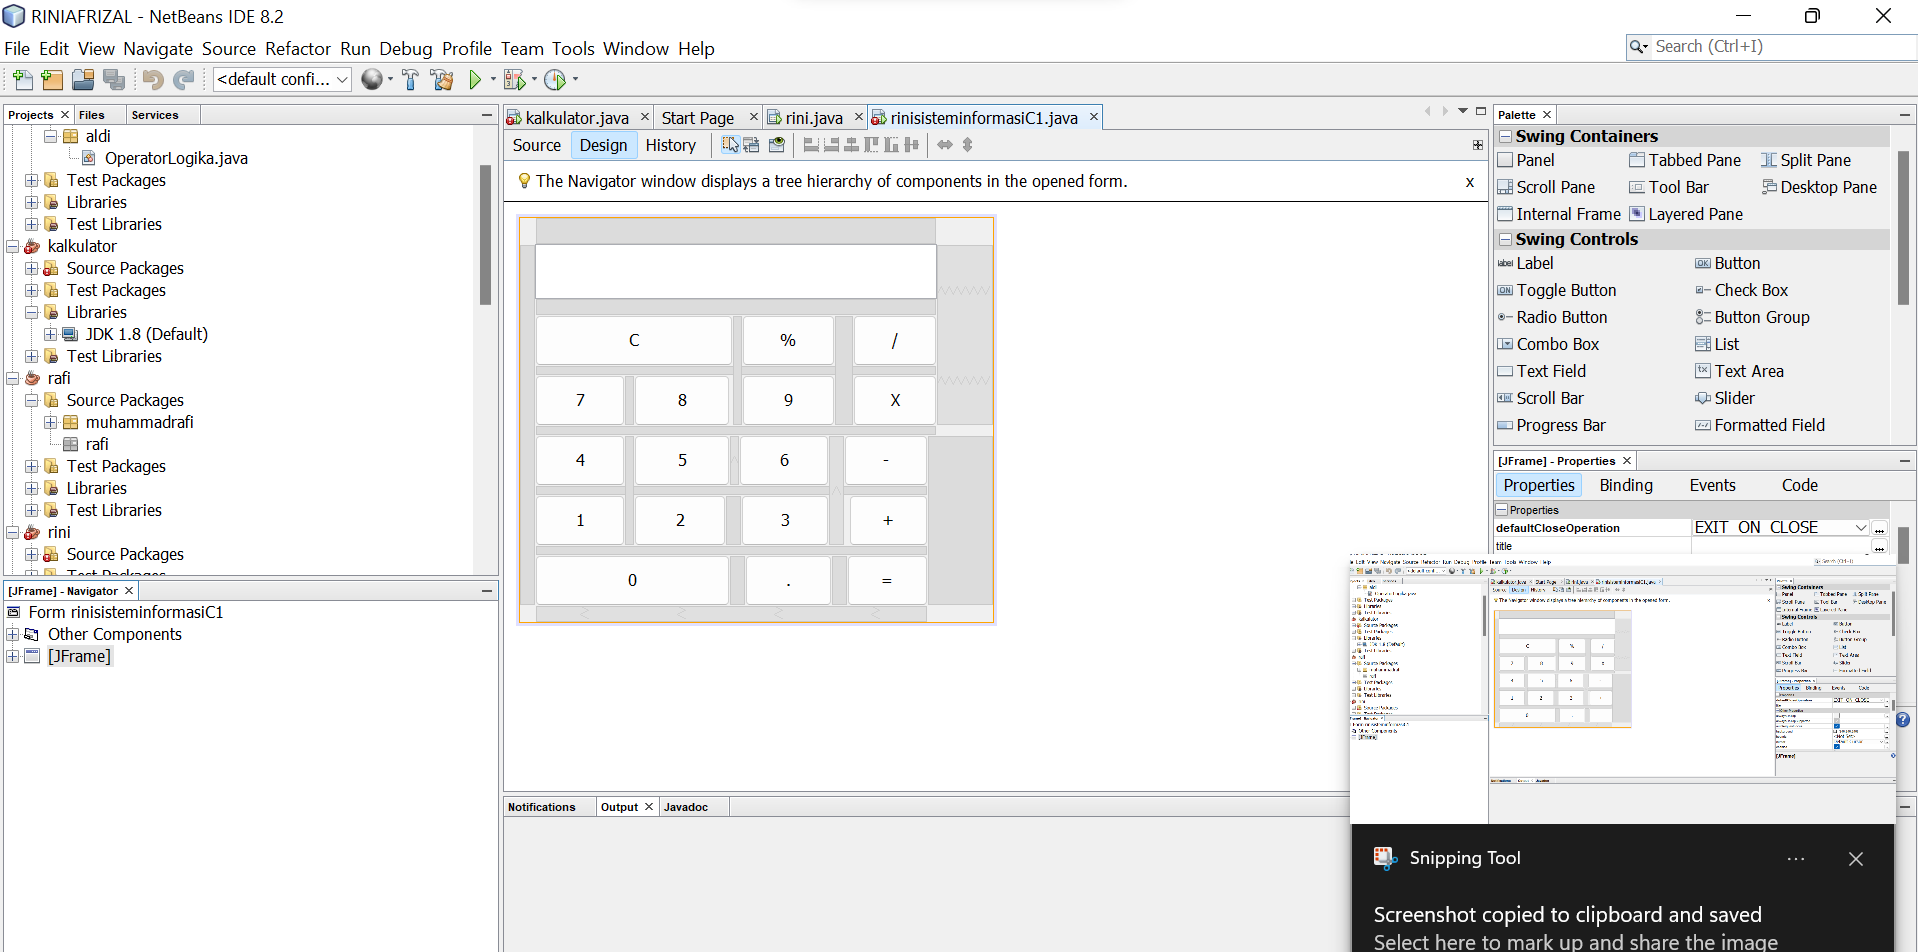 RINIAFRIZAL - NetBeans IDE 8.2
File Edit View Navigate Source Refactor Run Debug Profile Team Tools Window Help
Search (Ctrl+I)
<default confi...
Projects Files Services
aldi
OperatorLogika.java
Test Packages
Libraries
Test Libraries
kalkulator
Source Packages
Test Packages
Libraries
JDK 1.8 (Default)
Test Libraries
rafi
Source Packages
muhammadrafi
rafi
Test Packages
Libraries
Test Libraries
rini
Source Packages
Test Packages
[JFrame] - Navigator
Form rinisisteminformasiC1
Other Components
[JFrame]
kalkulator.java Start Page rini.java rinisisteminformasiC1.java
Source Design History
The Navigator window displays a tree hierarchy of components in the opened form. x
C % /
7 8 9 X
4 5 6 -
1 2 3 +
0 . =
Notifications Output Javadoc
Palette
Swing Containers
Panel Tabbed Pane Split Pane
Scroll Pane Tool Bar Desktop Pane
Internal Frame Layered Pane
Swing Controls
label Label OK Button
ON Toggle Button Check Box
Radio Button Button Group
Combo Box List
Text Field Text Area
Scroll Bar Slider
Progress Bar Formatted Field
[JFrame] - Properties
Properties Binding Events Code
Properties
defaultCloseOperation EXIT_ON_CLOSE ...
title ...
Snipping Tool
Screenshot copied to clipboard and saved
Select here to mark up and share the image